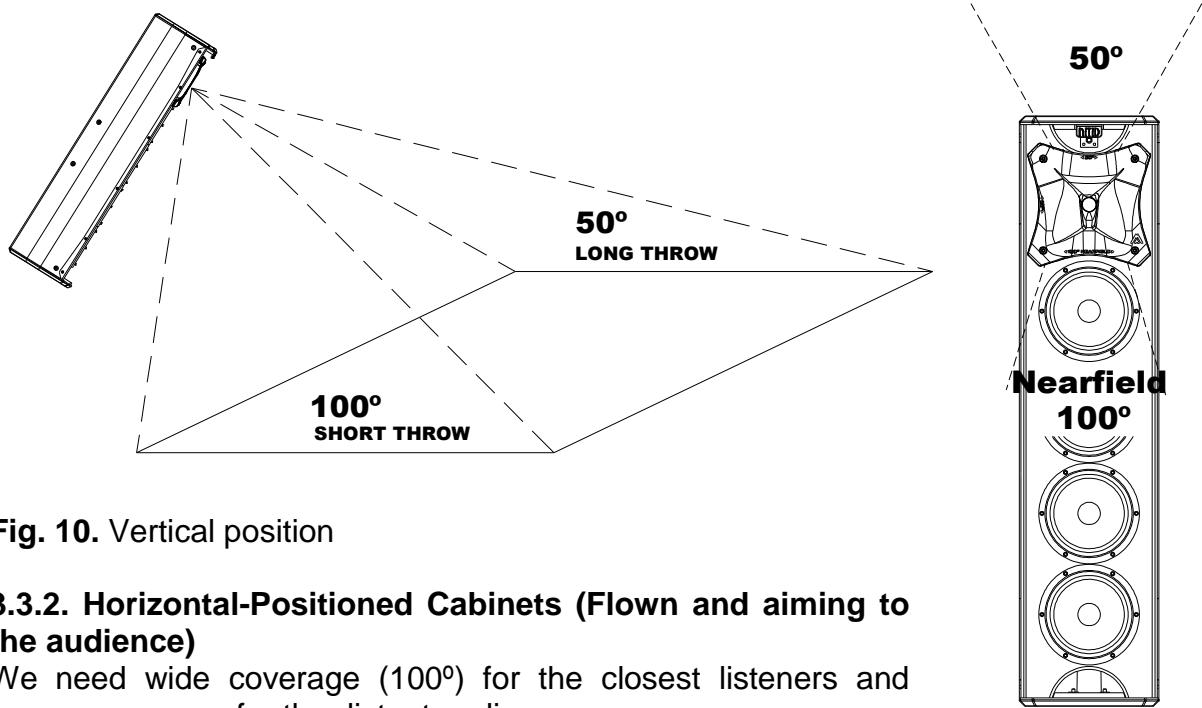 50º
LONG THROW
100º
SHORT THROW
50º
Nearfield
100º
Fig. 10. Vertical position
3.3.2. Horizontal-Positioned Cabinets (Flown and aiming to
the audience)
We need wide coverage (100º) for the closest listeners and